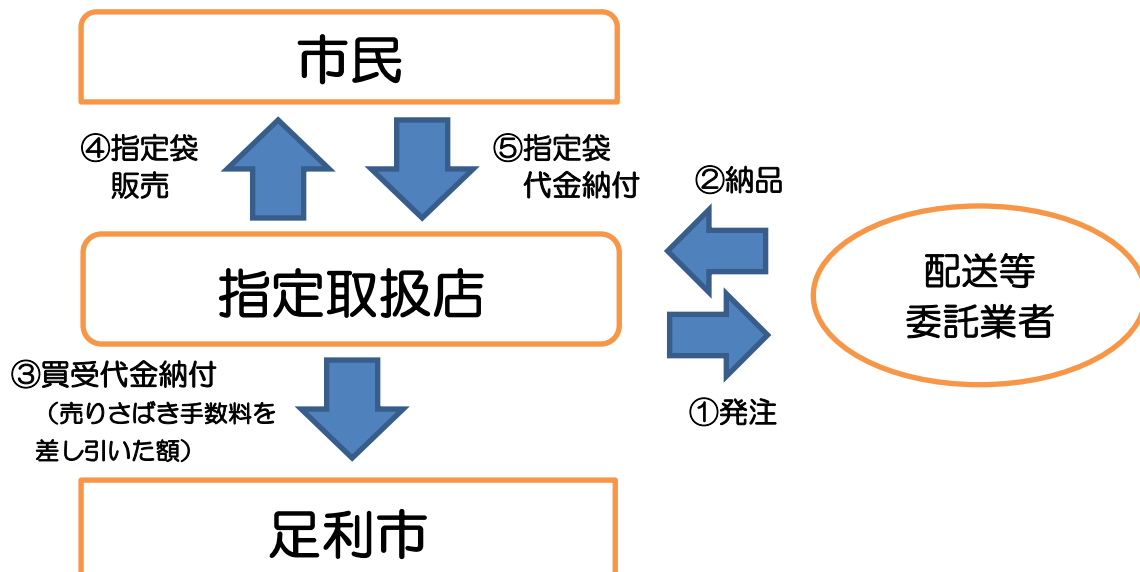 市民
④指定袋
販売
⑤指定袋
代金納付
②納品
指定取扱店
配送等
委託業者
①発注
③買受代金納付
（売りさばき手数料を
差し引いた額）
足利市